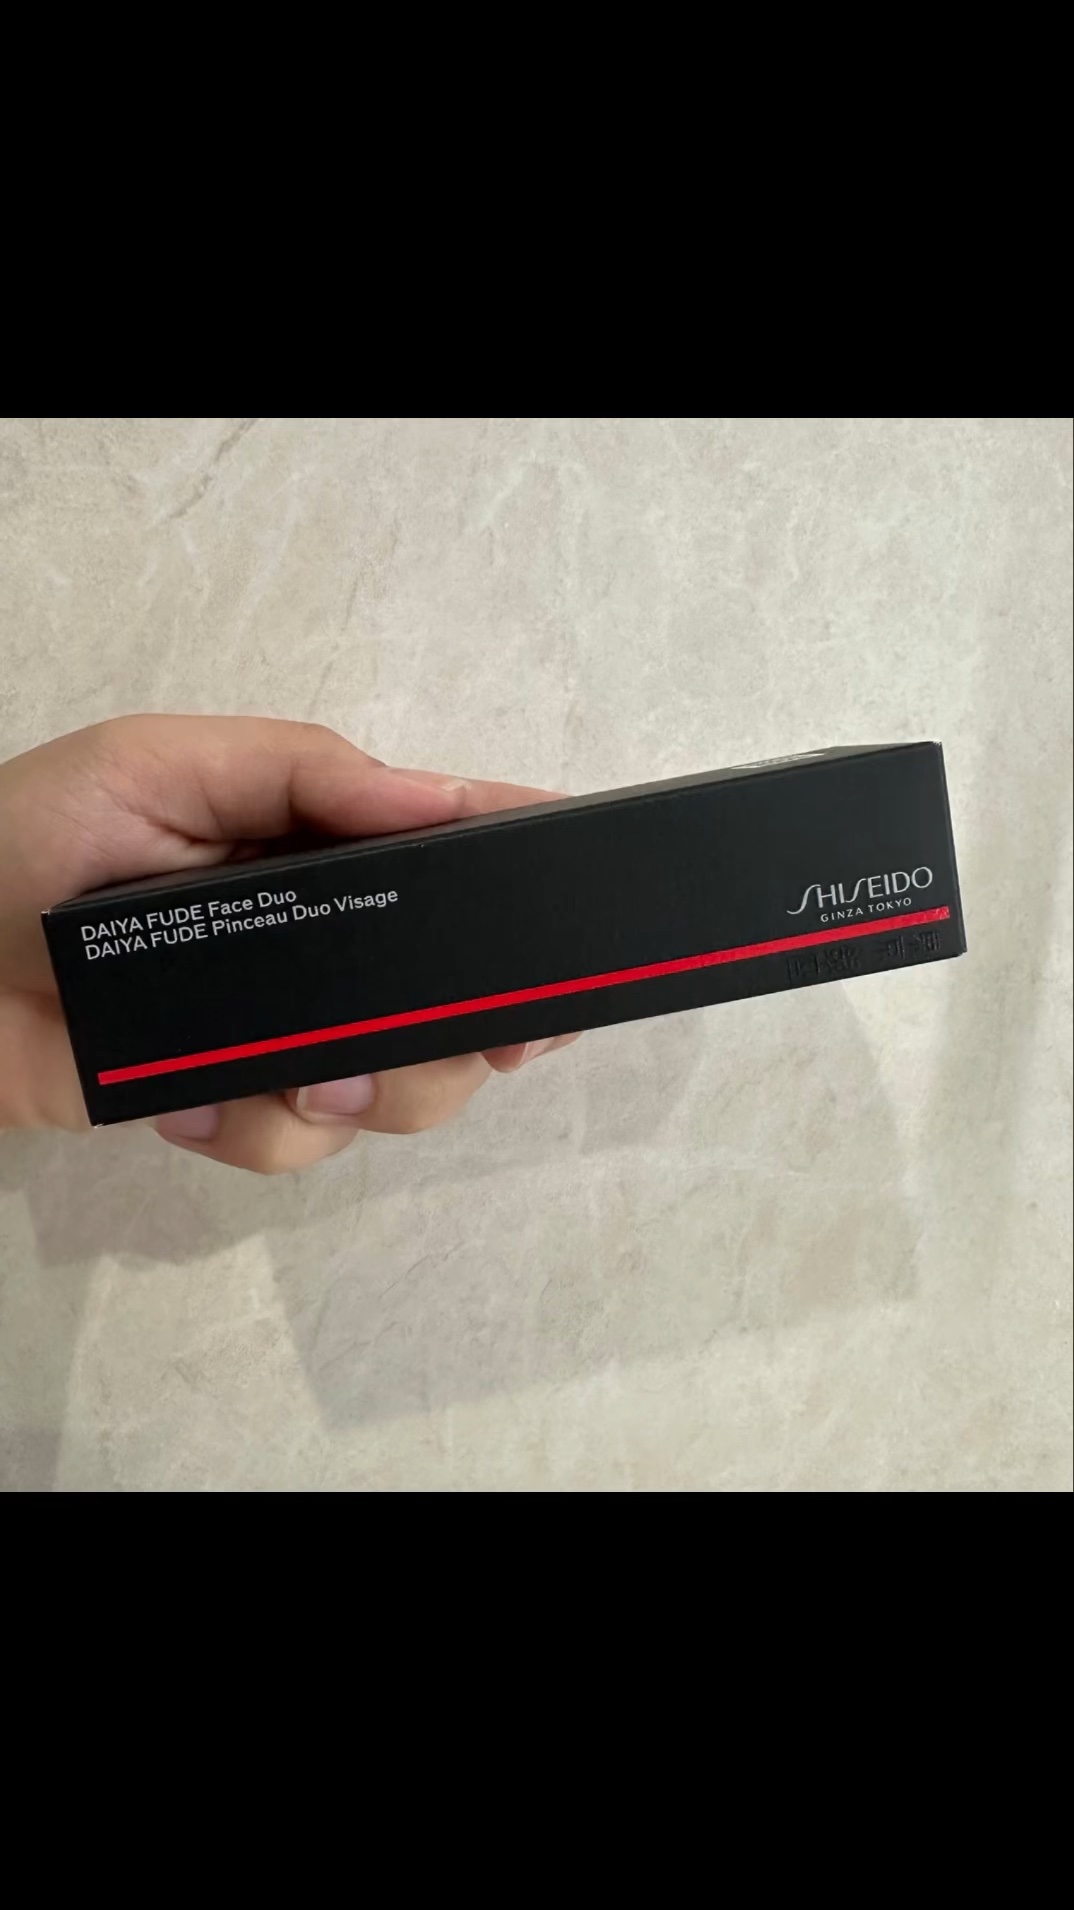 DAIYA FUDE Face Duo
DAIYA FUDE Pinceau Duo Visage
SHISEIDO
GINZA TOKYO